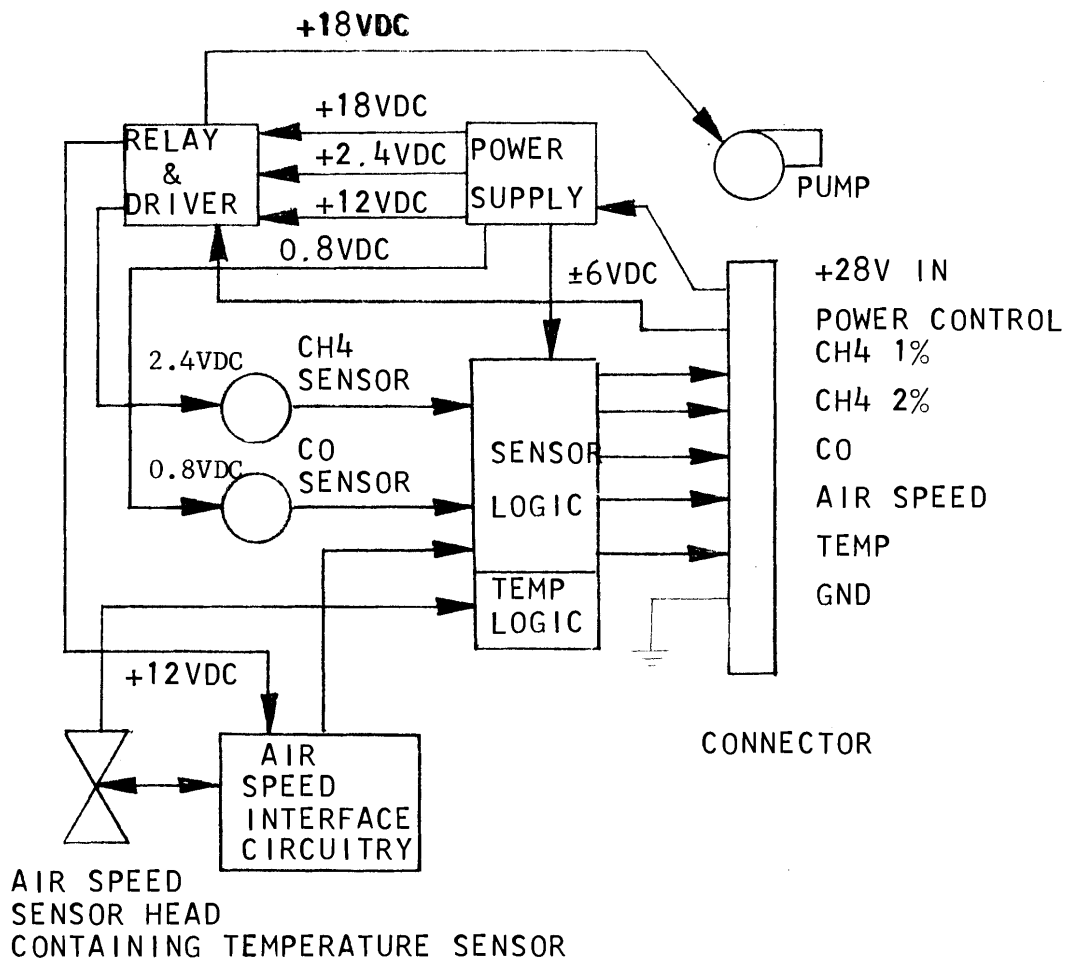 +18VDC
+18VDC
RELAY
&
DRIVER
+2.4VDC
+12VDC
POWER
SUPPLY
PUMP
0.8VDC
±6VDC
+28V IN
POWER CONTROL
CH4 1%
CH4 2%
CO
AIR SPEED
TEMP
GND
2.4VDC
CH4
SENSOR
0.8VDC
CO
SENSOR
SENSOR
LOGIC
TEMP
LOGIC
+12VDC
CONNECTOR
AIR
SPEED
INTERFACE
CIRCUITRY
AIR SPEED
SENSOR HEAD
CONTAINING TEMPERATURE SENSOR